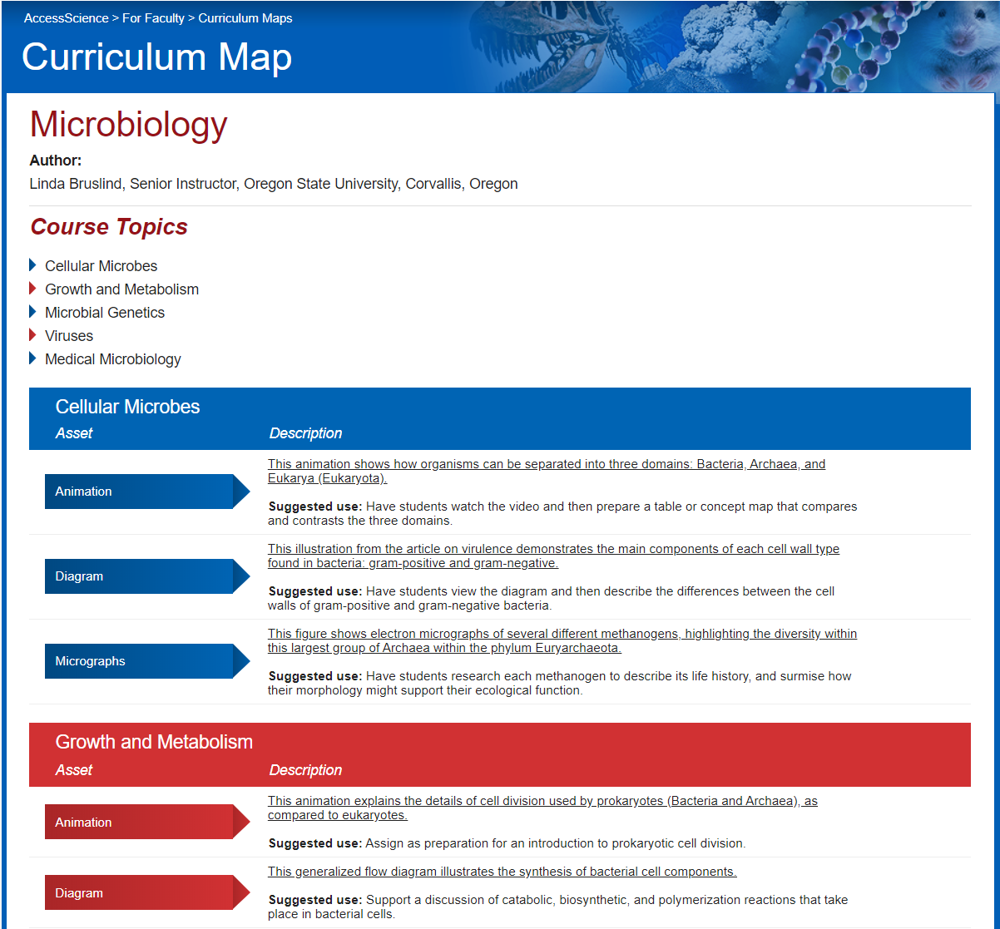 AccessScience > For Faculty > Curriculum Maps
Curriculum Map
Microbiology
Author:
Linda Bruslind, Senior Instructor, Oregon State University, Corvallis, Oregon
Course Topics
Cellular Microbes
Growth and Metabolism
Microbial Genetics
Viruses
Medical Microbiology
Cellular Microbes
Asset Description
Animation
This animation shows how organisms can be separated into three domains: Bacteria, Archaea, and
Eukarya (Eukaryota).
Suggested use: Have students watch the video and then prepare a table or concept map that compares
and contrasts the three domains.
Diagram
This illustration from the article on virulence demonstrates the main components of each cell wall type
found in bacteria: gram-positive and gram-negative.
Suggested use: Have students view the diagram and then describe the differences between the cell
walls of gram-positive and gram-negative bacteria.
Micrographs
This figure shows electron micrographs of several different methanogens, highlighting the diversity within
this largest group of Archaea within the phylum Euryarchaeota.
Suggested use: Have students research each methanogen to describe its life history, and surmise how
their morphology might support their ecological function.
Growth and Metabolism
Asset Description
Animation
This animation explains the details of cell division used by prokaryotes (Bacteria and Archaea), as
compared to eukaryotes.
Suggested use: Assign as preparation for an introduction to prokaryotic cell division.
Diagram
This generalized flow diagram illustrates the synthesis of bacterial cell components.
Suggested use: Support a discussion of catabolic, biosynthetic, and polymerization reactions that take
place in bacterial cells.